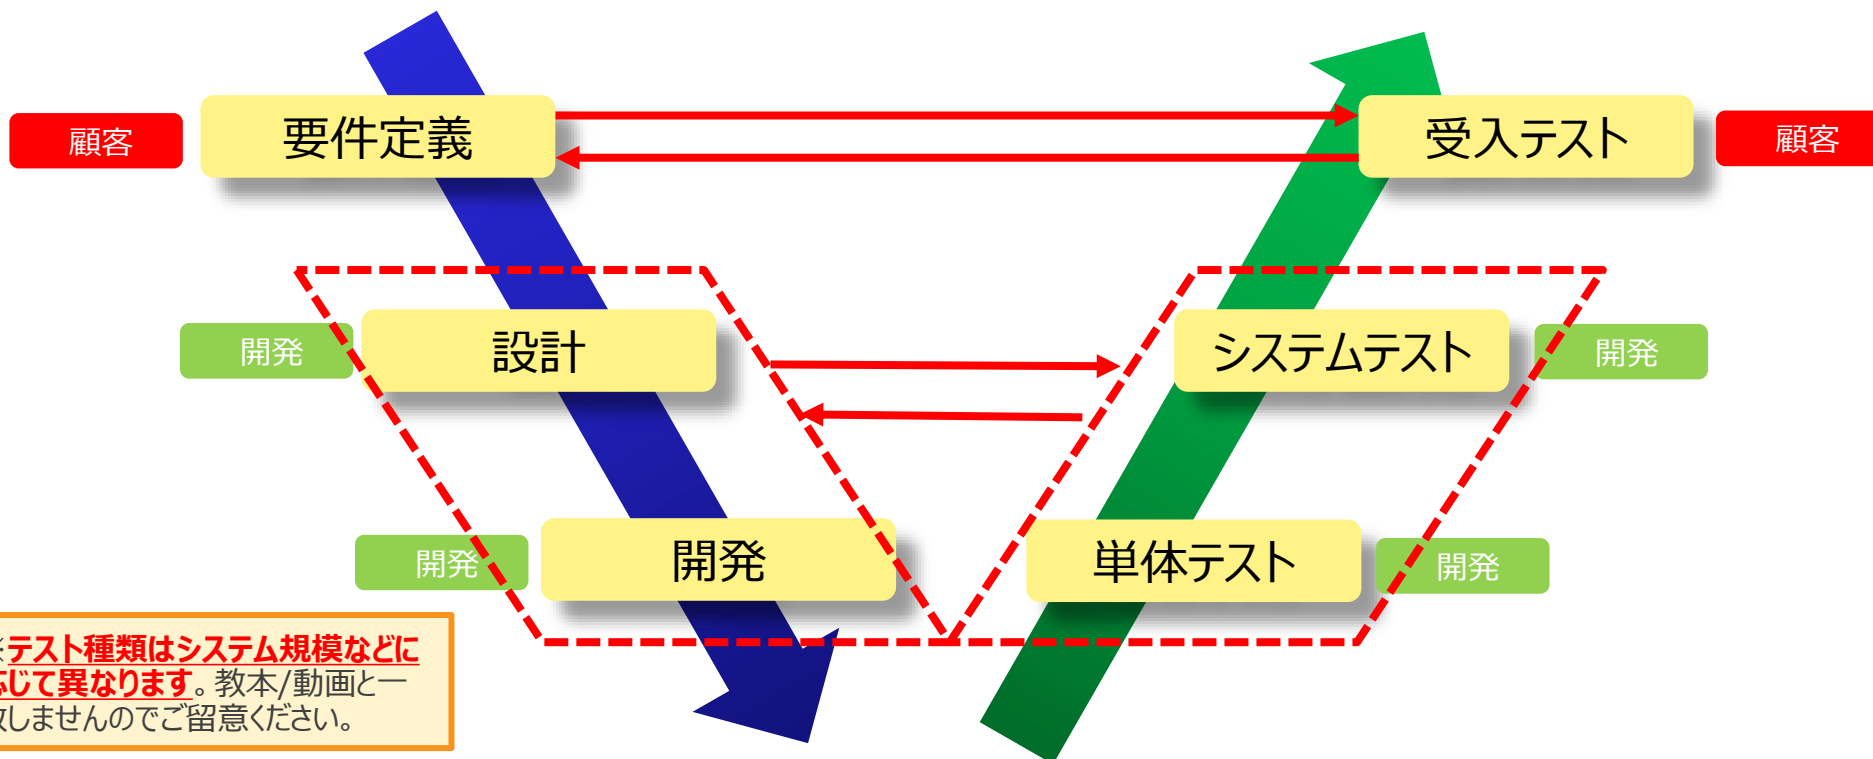 顧客
要件定義
受入テスト
顧客
開発
設計
システムテスト
開発
開発
開発
単体テスト
開発
テスト種類はシステム規模などに
じて異なります。教本/動画と一
しませんのでご留意ください。